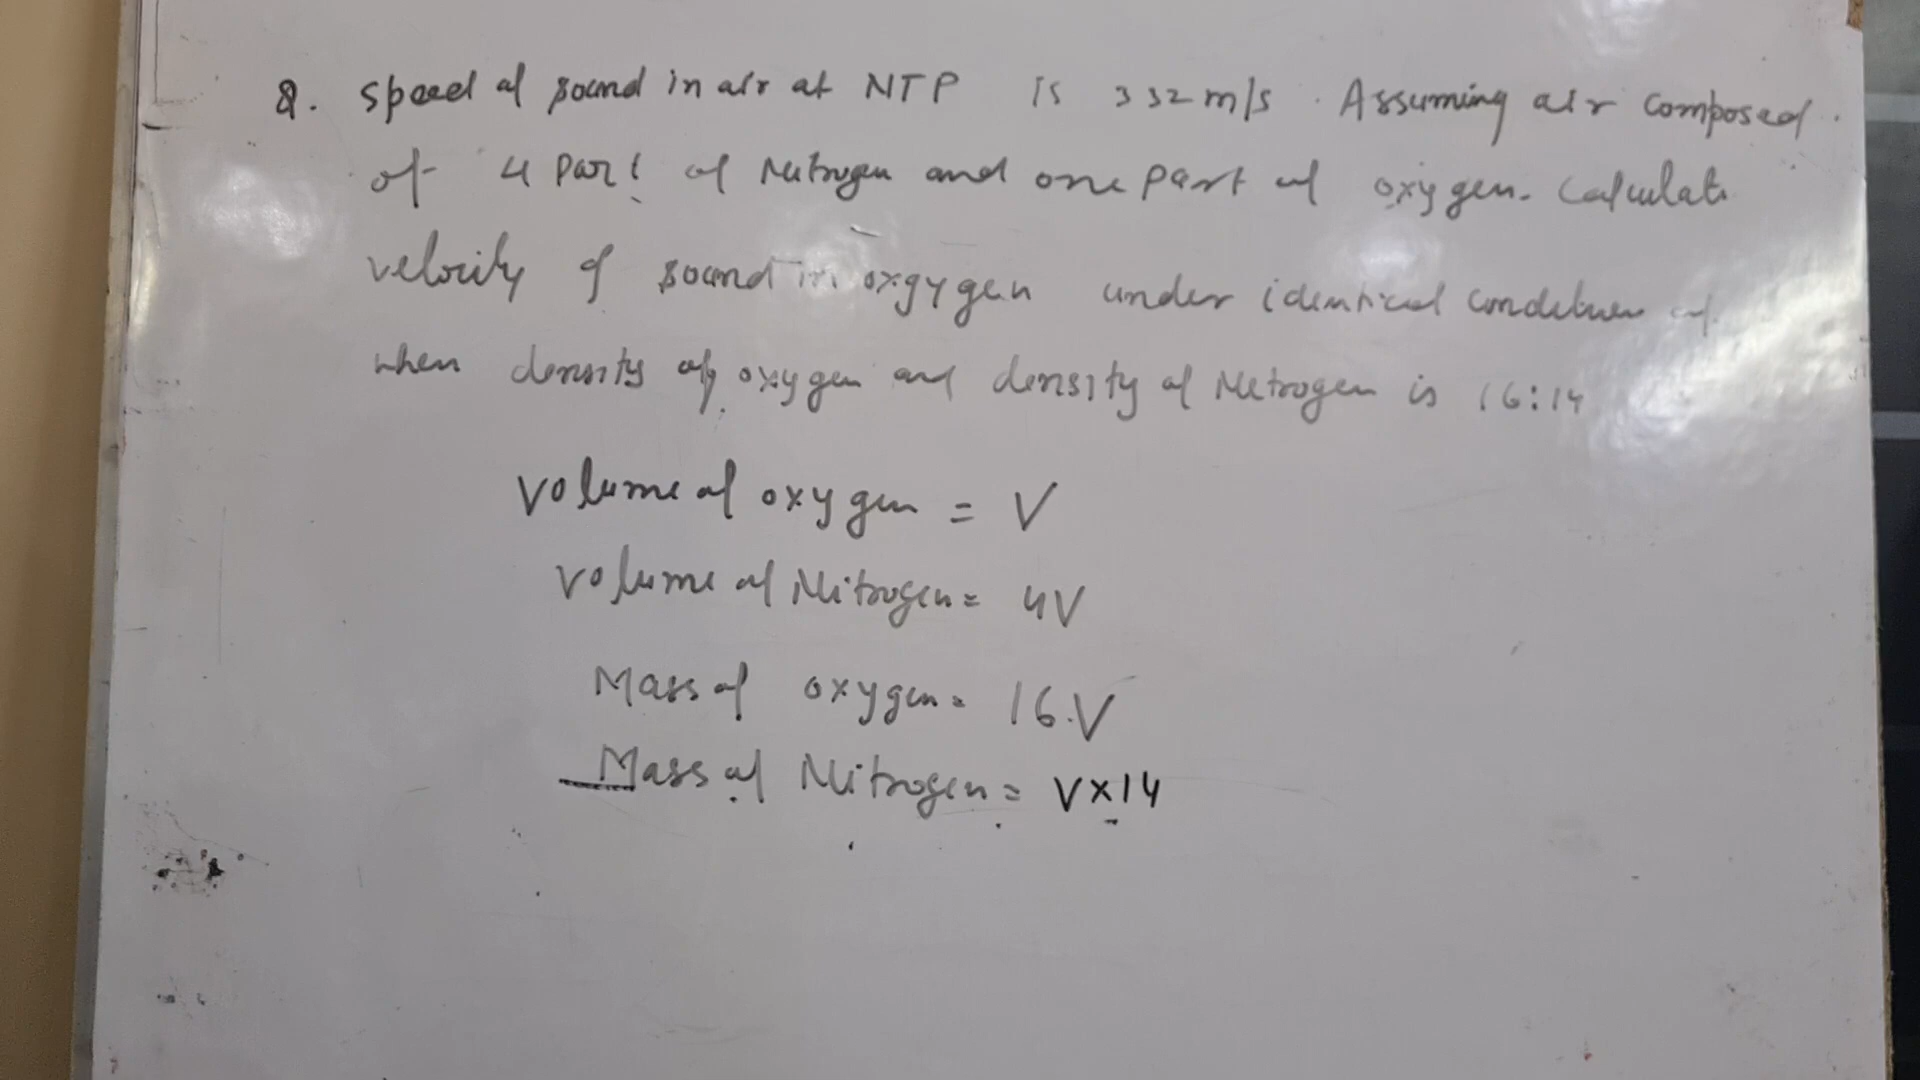 Q. Speed of sound in air at NTP is 332 m/s. Assuming air composed.
of 4 part of Nitrogen and one part of oxygen. Calculate
velocity of sound in oxgygen under identical condition of
when density of oxygen and density of Netrogen is 16:14
Volume of oxygen = V
Volume of Nitrogen = 4V
Mass of oxygen = 16.V
Mass of Nitrogen = V×14